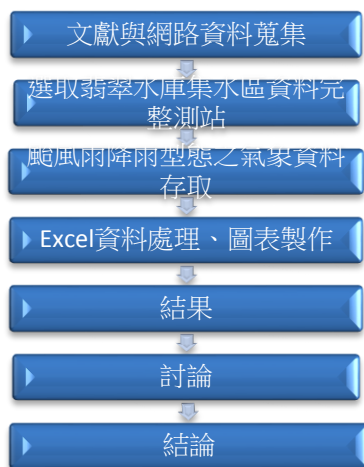 文獻與網路資料蒐集
選取翡翠水庫集水區資料完
整測站
颱風雨降雨型態之氣象資料
存取
Excel資料處理、圖表製作
結果
討論
結論